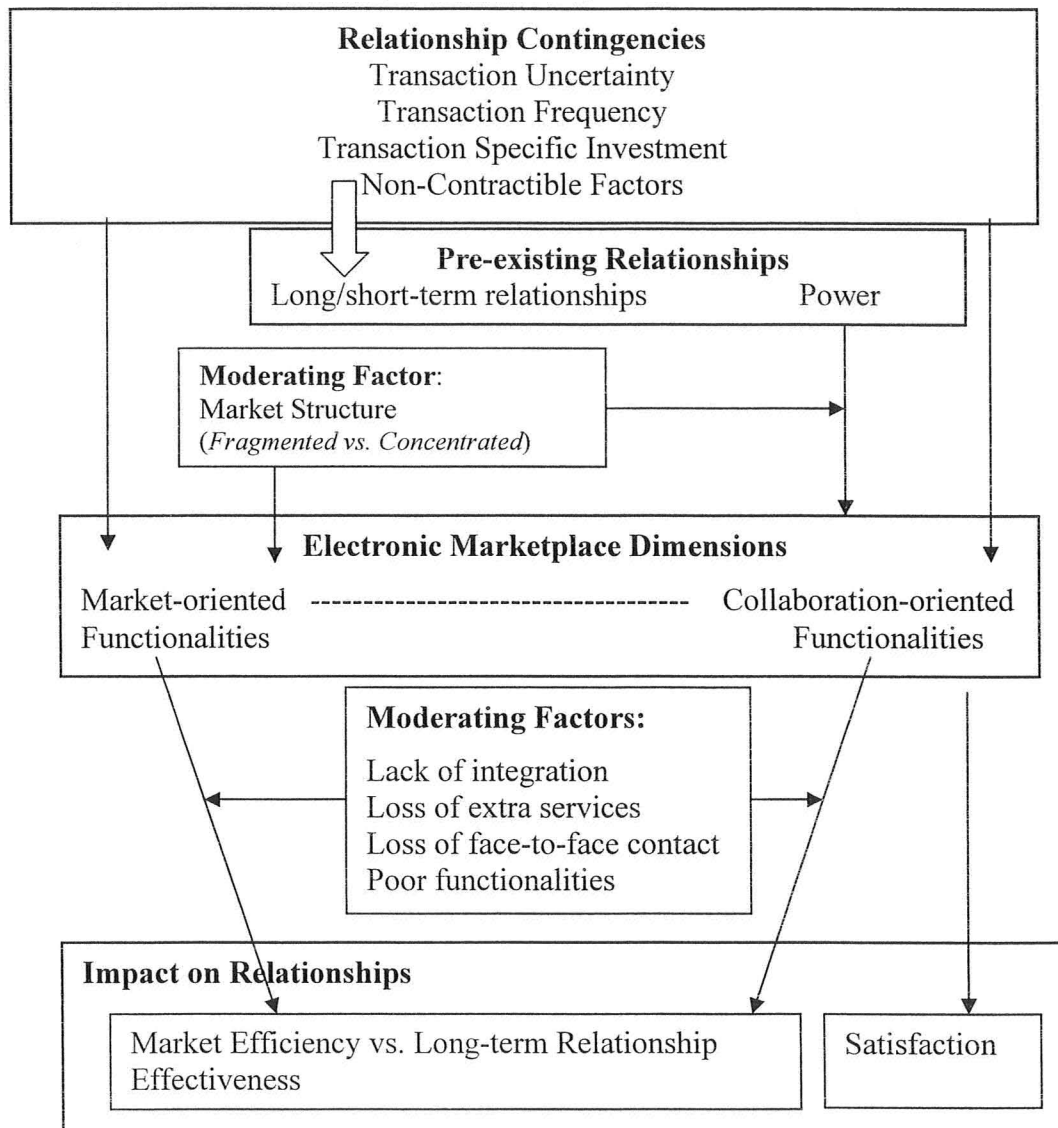 Relationship Contingencies
Transaction Uncertainty
Transaction Frequency
Transaction Specific Investment
Non-Contractible Factors
Pre-existing Relationships
Long/short-term relationships Power
Moderating Factor:
Market Structure
(Fragmented vs. Concentrated)
Electronic Marketplace Dimensions
Market-oriented ---------------------------------- Collaboration-oriented
Functionalities Functionalities
Moderating Factors:
Lack of integration
Loss of extra services
Loss of face-to-face contact
Poor functionalities
Impact on Relationships
Market Efficiency vs. Long-term Relationship
Effectiveness
Satisfaction